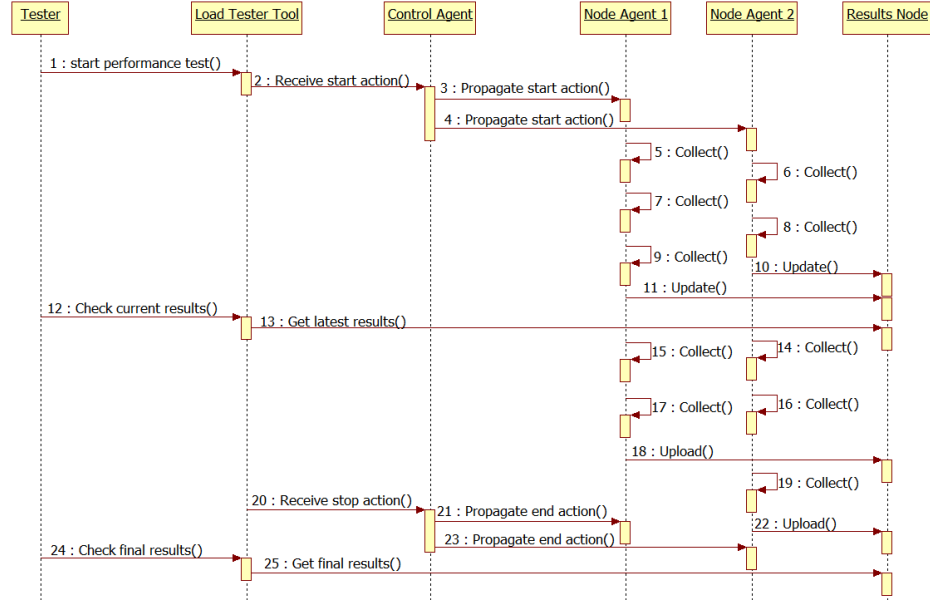 Tester
Load Tester Tool
Control Agent
Node Agent 1
Node Agent 2
Results Node
1 : start performance test()
2 : Receive start action()
3 : Propagate start action()
4 : Propagate start action()
5 : Collect()
6 : Collect()
7 : Collect()
8 : Collect()
9 : Collect()
10 : Update()
11 : Update()
12 : Check current results()
13 : Get latest results()
14 : Collect()
15 : Collect()
16 : Collect()
17 : Collect()
18 : Upload()
19 : Collect()
20 : Receive stop action()
21 : Propagate end action()
22 : Upload()
23 : Propagate end action()
24 : Check final results()
25 : Get final results()